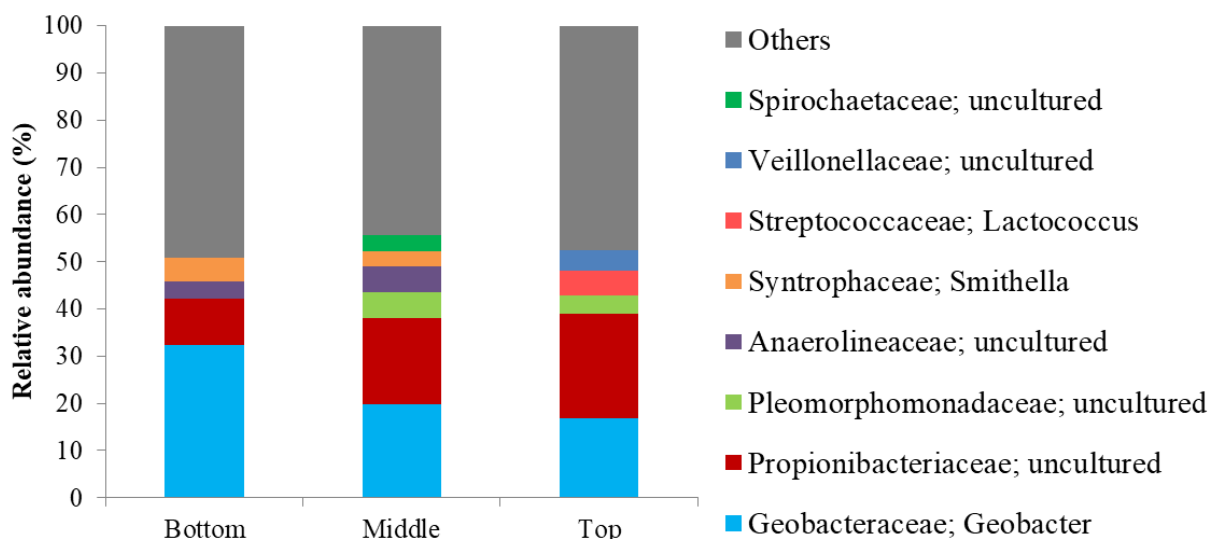 Relative abundance (%)
100
90
80
70
60
50
40
30
20
10
0
Bottom
Middle
Top
Others
Spirochaetaceae; uncultured
Veillonellaceae; uncultured
Streptococcaceae; Lactococcus
Syntrophaceae; Smithella
Anaerolineaceae; uncultured
Pleomorphomonadaceae; uncultured
Propionibacteriaceae; uncultured
Geobacteraceae; Geobacter